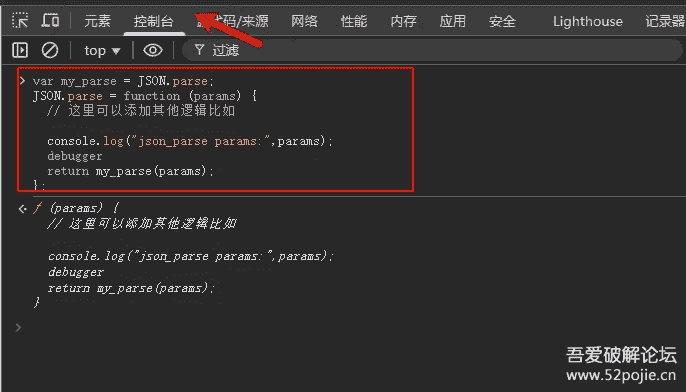 元素 控制台 源代码/来源 网络 性能 内存 应用 安全 Lighthouse 记录器
top ▼ 过滤
> var my_parse = JSON.parse;
JSON.parse = function (params) {
// 这里可以添加其他逻辑比如
console.log("json_parse params:",params);
debugger
return my_parse(params);
};
ƒ (params) {
// 这里可以添加其他逻辑比如
console.log("json_parse params:",params);
debugger
return my_parse(params);
}
>
吾爱破解论坛
www.52pojie.cn